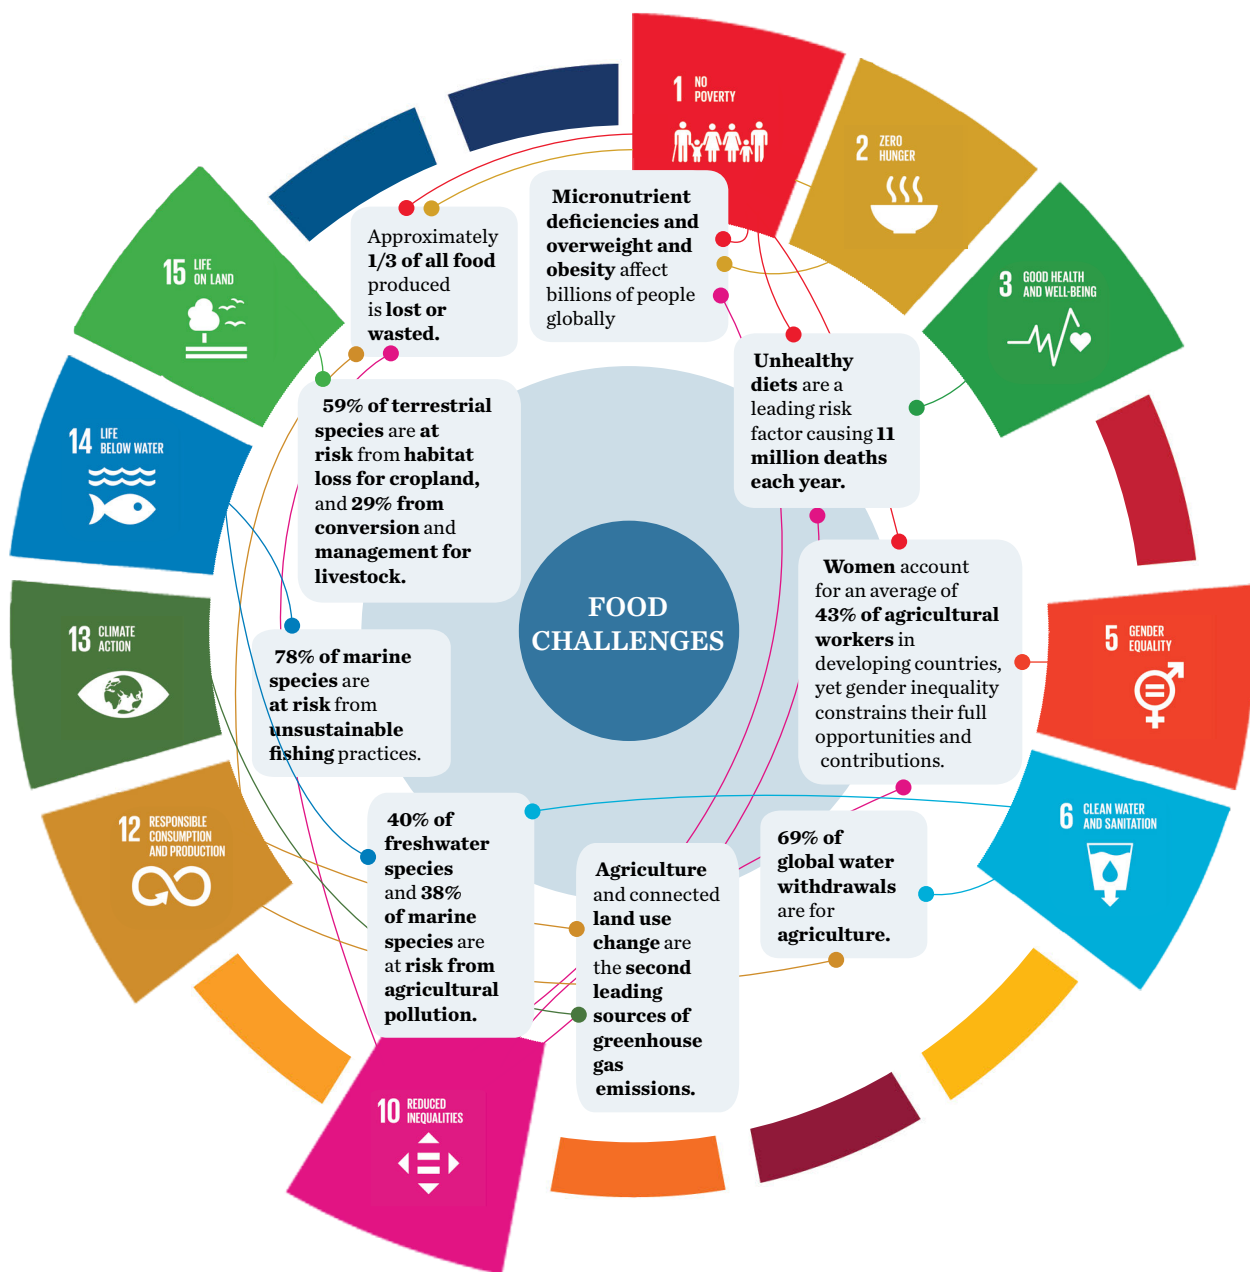 1 NO
POVERTY
2 ZERO
HUNGER
3 GOOD HEALTH
AND WELL-BEING
5 GENDER
EQUALITY
6 CLEAN WATER
AND SANITATION
10 REDUCED
INEQUALITIES
12 RESPONSIBLE
CONSUMPTION
AND PRODUCTION
13 CLIMATE
ACTION
14 LIFE
BELOW WATER
15 LIFE
ON LAND
Approximately
1/3 of all food
produced
is lost or
wasted.
Micronutrient
deficiencies and
overweight and
obesity affect
billions of people
globally
Unhealthy
diets are a
leading risk
factor causing 11
million deaths
each year.
59% of terrestrial
species are at
risk from habitat
loss for cropland,
and 29% from
conversion and
management for
livestock.
FOOD
CHALLENGES
Women account
for an average of
43% of agricultural
workers in
developing countries,
yet gender inequality
constrains their full
opportunities and
contributions.
78% of marine
species are
at risk from
unsustainable
fishing practices.
40% of
freshwater
species
and 38%
of marine
species are
at risk from
agricultural
pollution.
Agriculture
and connected
land use
change are
the second
leading
sources of
greenhouse
gas
emissions.
69% of
global water
withdrawals
are for
agriculture.